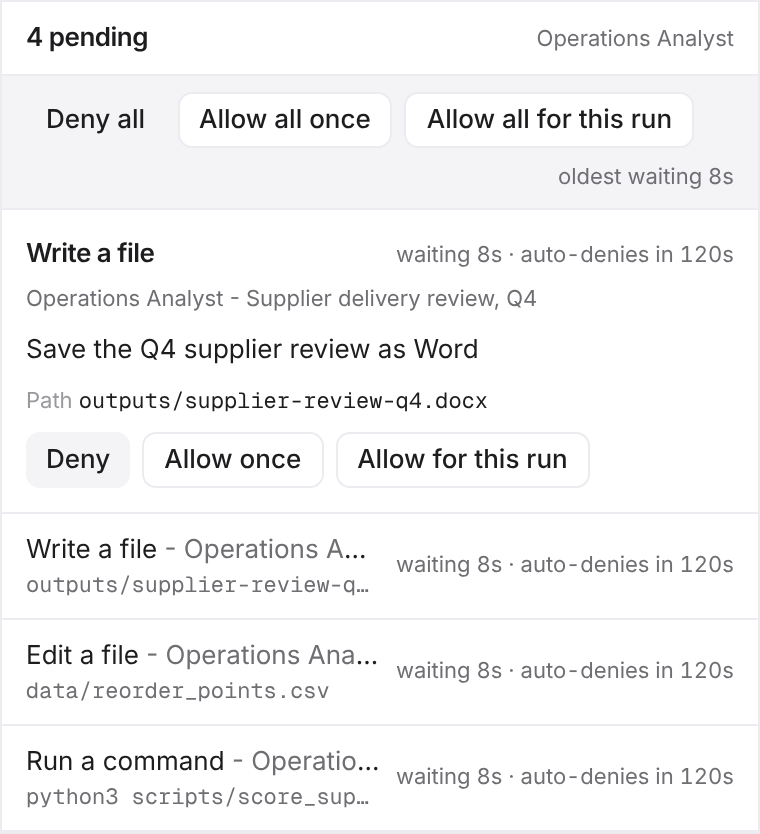 4 pending
Operations Analyst
Deny all
Allow all once
Allow all for this run
oldest waiting 8s
Write a file
waiting 8s · auto-denies in 120s
Operations Analyst - Supplier delivery review, Q4
Save the Q4 supplier review as Word
Path outputs/supplier-review-q4.docx
Deny
Allow once
Allow for this run
Write a file - Operations A...
waiting 8s · auto-denies in 120s
outputs/supplier-review-q…
Edit a file - Operations Ana...
waiting 8s · auto-denies in 120s
data/reorder_points.csv
Run a command - Operatio...
waiting 8s · auto-denies in 120s
python3 scripts/score_sup…